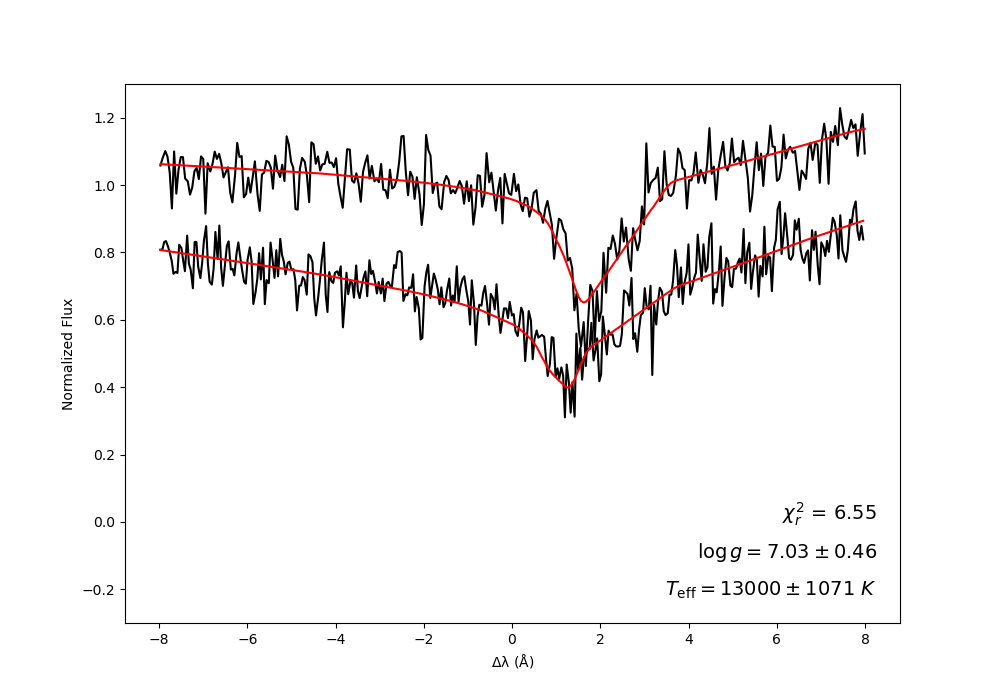 Normalized Flux
1.2
1.0
0.8
0.6
0.4
0.2
0.0
−0.2
χ²ᵣ = 6.55
log g = 7.03 ± 0.46
T_eff = 13000 ± 1071 K
−8 −6 −4 −2 0 2 4 6 8
Δλ (Å)